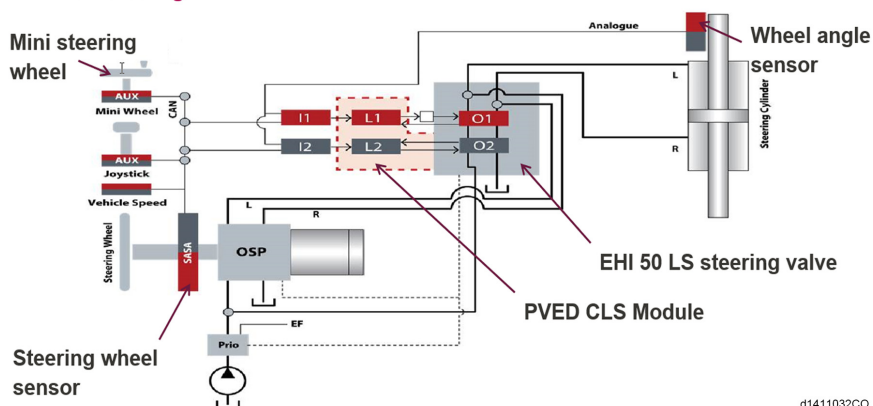 Analogue
Wheel angle
sensor
Mini steering
wheel
AUX
Mini Wheel
CAN
AUX
Joystick
Vehicle Speed
I1
L1
O1
I2
L2
O2
L
R
Steering Cylinder
L
R
Steering Wheel
SASA
OSP
EHI 50 LS steering valve
PVED CLS Module
EF
Prio
Steering wheel
sensor
d1411032CO